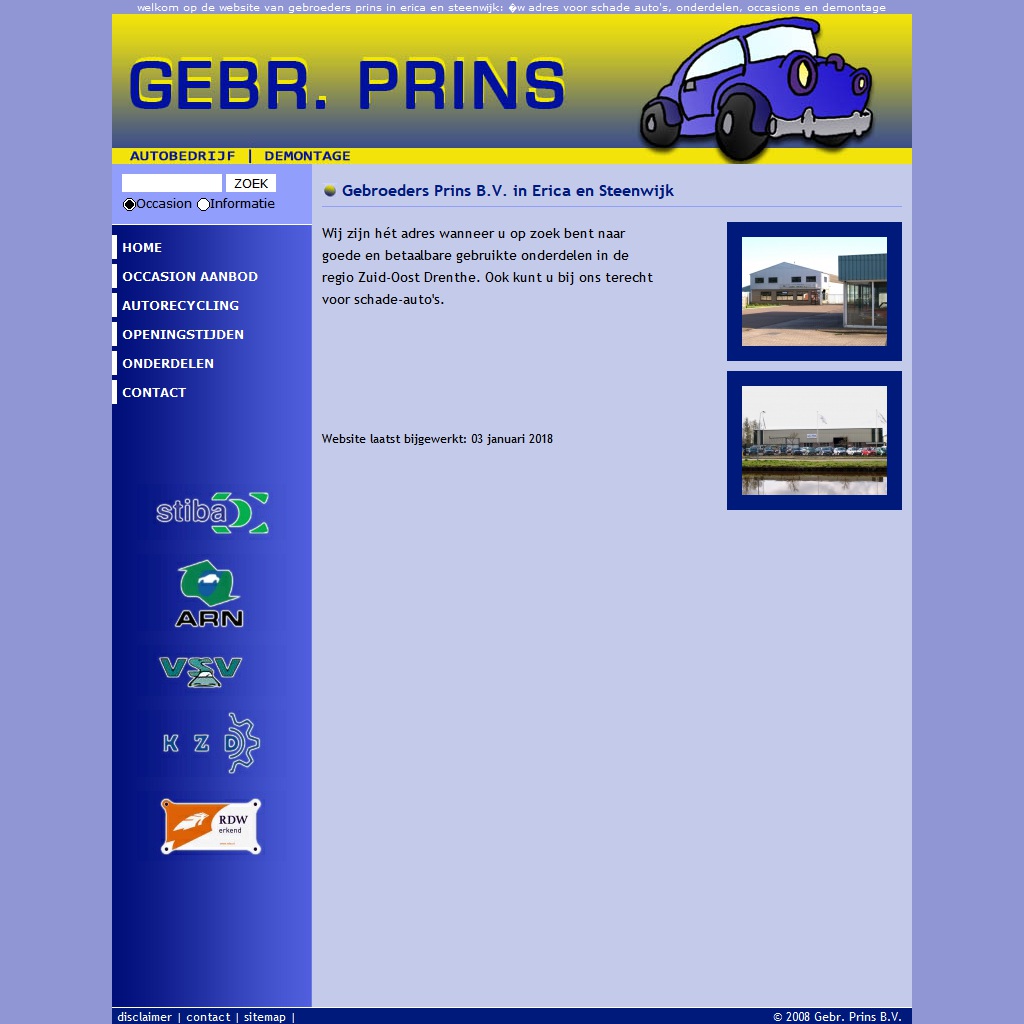 welkom op de website van gebroeders prins in erica en steenwijk: �w adres voor schade auto's, onderdelen, occasions en demontage
GEBR. PRINS
AUTOBEDRIJF | DEMONTAGE
ZOEK
Occasion Informatie
HOME
OCCASION AANBOD
AUTORECYCLING
OPENINGSTIJDEN
ONDERDELEN
CONTACT
stiba
ARN
VSV
KZD
RDW
erkend
Gebroeders Prins B.V. in Erica en Steenwijk
Wij zijn hét adres wanneer u op zoek bent naar
goede en betaalbare gebruikte onderdelen in de
regio Zuid-Oost Drenthe. Ook kunt u bij ons terecht
voor schade-auto's.
Website laatst bijgewerkt: 03 januari 2018
disclaimer | contact | sitemap |
© 2008 Gebr. Prins B.V.